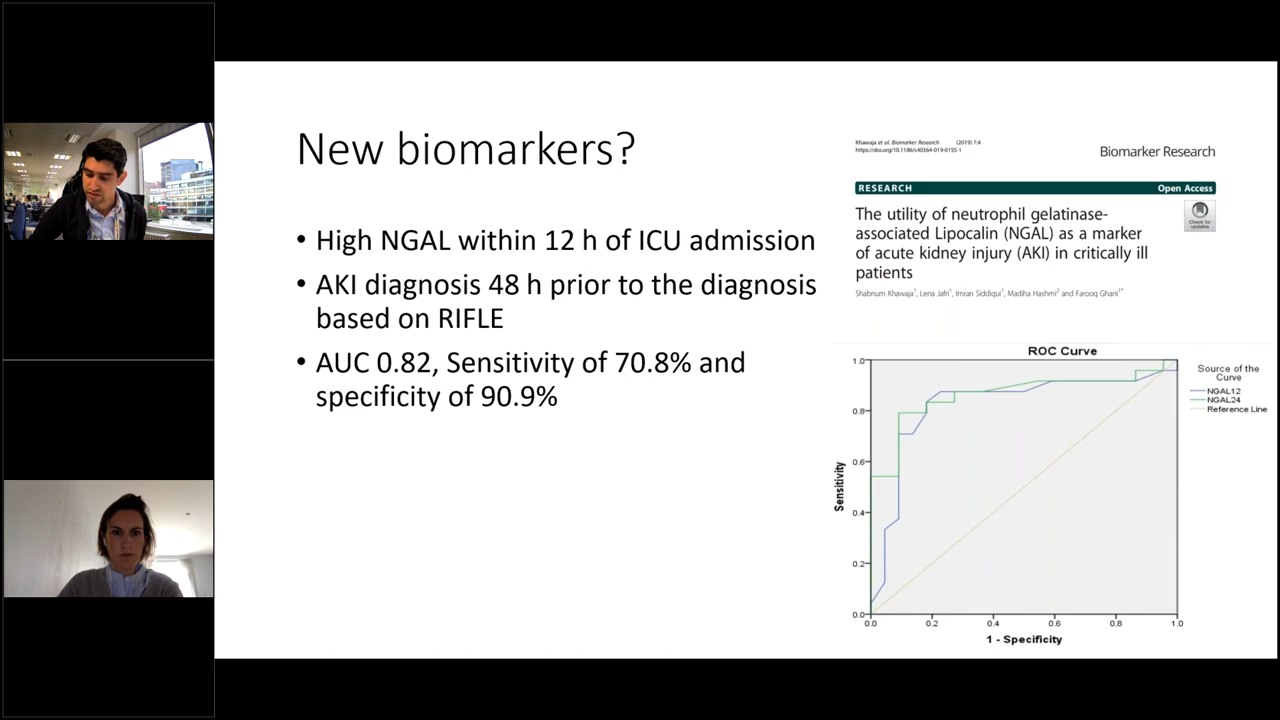 New biomarkers?
• High NGAL within 12 h of ICU admission
• AKI diagnosis 48 h prior to the diagnosis
based on RIFLE
• AUC 0.82, Sensitivity of 70.8% and
specificity of 90.9%
Khawaja et al. Biomarker Research (2019) 7:4
https://doi.org/10.1186/s40364-019-0155-1
Biomarker Research
RESEARCH Open Access
Check for
updates
The utility of neutrophil gelatinase-
associated Lipocalin (NGAL) as a marker
of acute kidney injury (AKI) in critically ill
patients
Shabnum Khawaja1, Lena Jafri1, Imran Siddiqui1, Madiha Hashmi2 and Farooq Ghani1*
ROC Curve
Source of the
Curve
NGAL12
NGAL24
Reference Line
Sensitivity
1.0
0.8
0.6
0.4
0.2
0.0
0.0 0.2 0.4 0.6 0.8 1.0
1 - Specificity